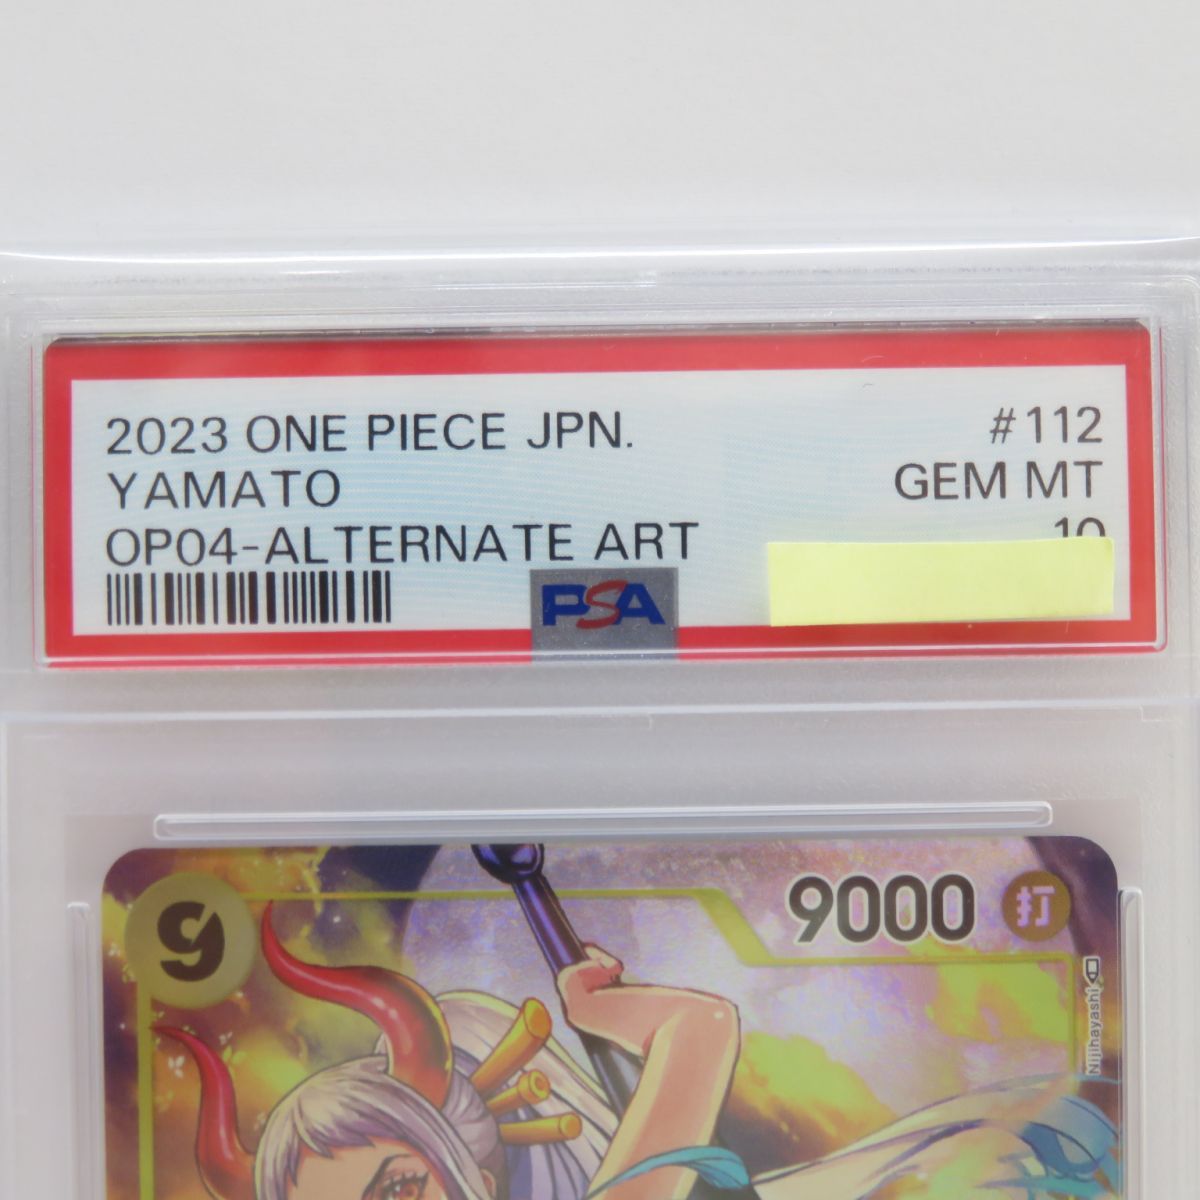 2023 ONE PIECE JPN.
#112
YAMATO
GEM MT
OP04-ALTERNATE ART
10
PSA
9
9000
打
Nijihayashi